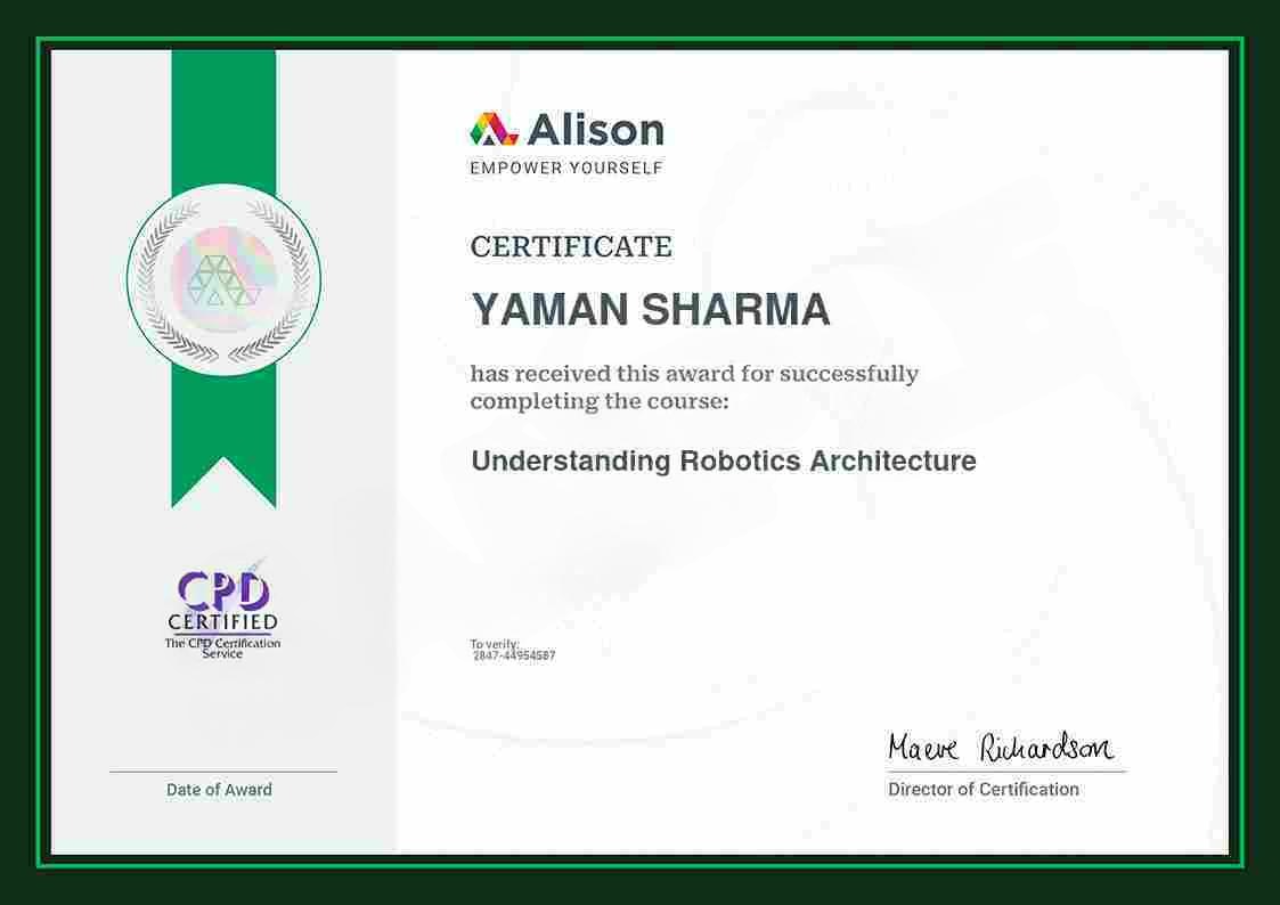 Alison
EMPOWER YOURSELF
CERTIFICATE
YAMAN SHARMA
has received this award for successfully
completing the course:
Understanding Robotics Architecture
CPD
CERTIFIED
The CPD Certification
Service
To verify:
2847-44954587
Maeve Richardson
Date of Award
Director of Certification